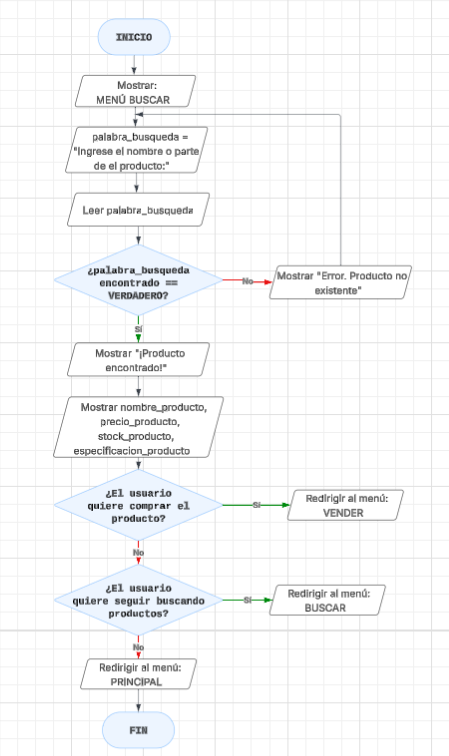 INICIO
Mostrar:
MENÚ BUSCAR
palabra_busqueda =
"Ingrese el nombre o parte
de el producto:"
Leer palabra_busqueda
¿palabra_busqueda
encontrado ==
VERDADERO?
No
Mostrar "Error. Producto no
existente"
Sí
Mostrar "¡Producto
encontrado!"
Mostrar nombre_producto,
precio_producto,
stock_producto,
especificacion_producto
¿El usuario
quiere comprar el
producto?
Sí
Redirigir al menú:
VENDER
No
¿El usuario
quiere seguir buscando
productos?
Sí
Redirigir al menú:
BUSCAR
No
Redirigir al menú:
PRINCIPAL
FIN